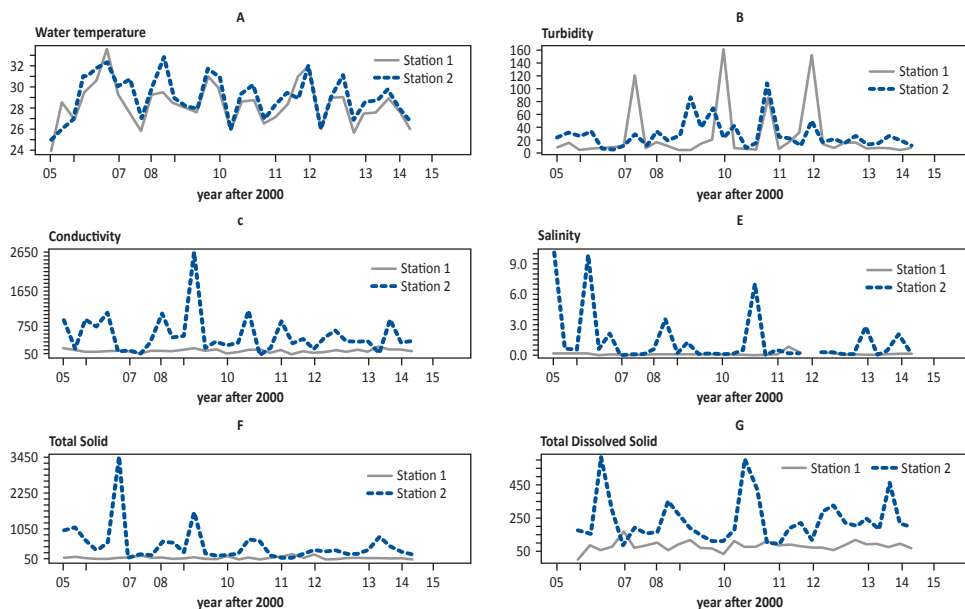 A
Water temperature
32
30
28
26
24
Station 1
Station 2
05 07 08 10 11 12 13 14 15
year after 2000
B
Turbidity
160
140
120
100
80
60
40
20
0
Station 1
Station 2
05 07 08 10 11 12 13 14 15
year after 2000
c
Conductivity
2650
1650
750
50
Station 1
Station 2
05 07 08 10 11 12 13 14 15
year after 2000
E
Salinity
9.0
6.0
3.0
0.0
Station 1
Station 2
05 07 08 10 11 12 13 14 15
year after 2000
F
Total Solid
3450
2250
1050
50
Station 1
Station 2
05 07 08 10 11 12 13 14 15
year after 2000
G
Total Dissolved Solid
450
250
50
Station 1 Station 2
05 07 08 10 11 12 13 14 15
year after 2000